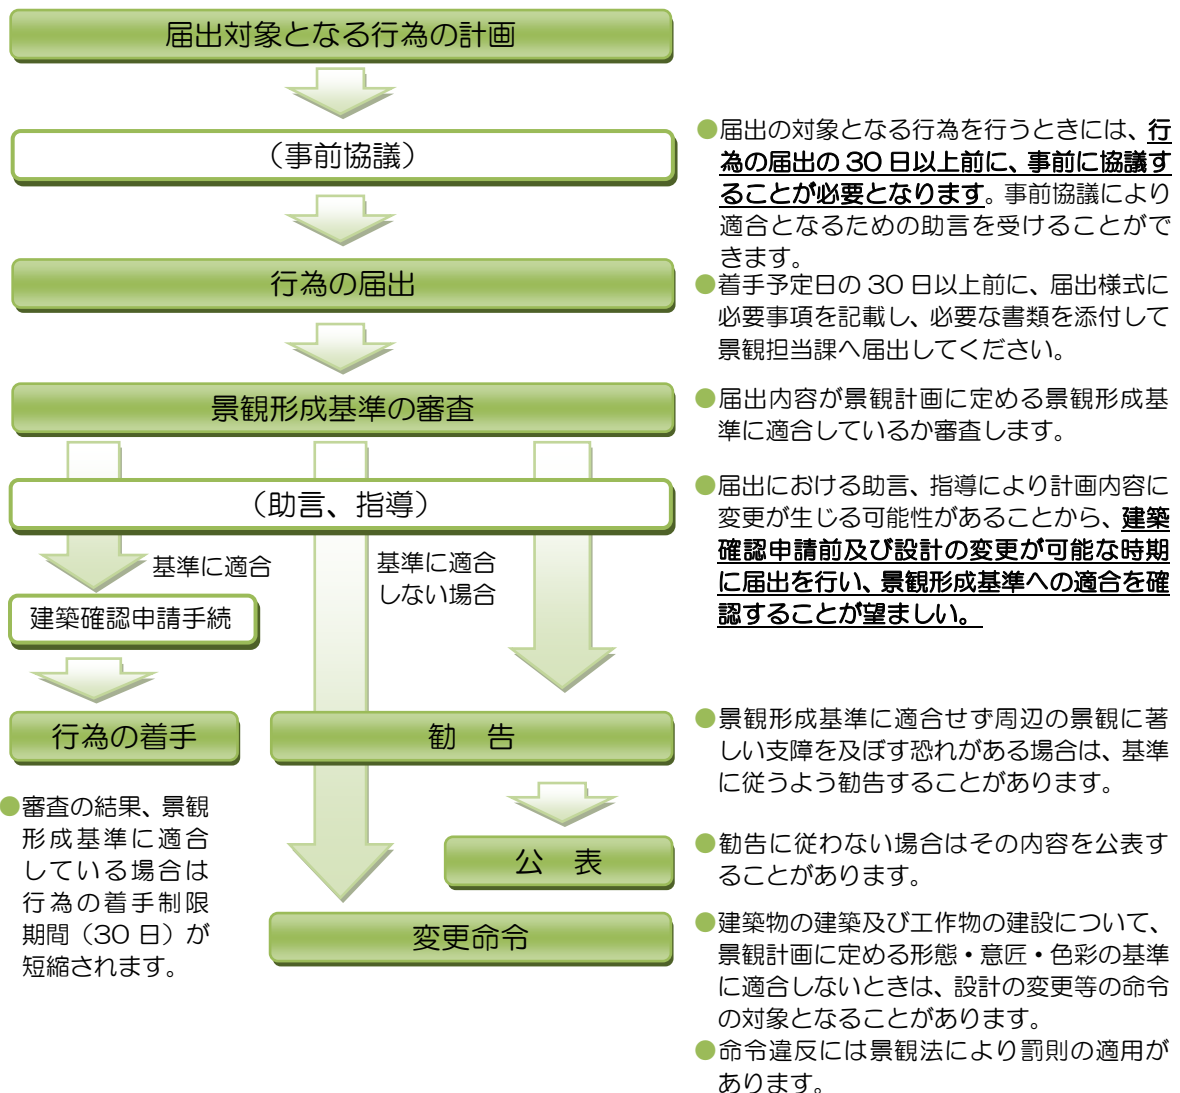 届出対象となる行為の計画
（事前協議）
行為の届出
景観形成基準の審査
（助言、指導）
基準に適合
基準に適合
しない場合
建築確認申請手続
行為の着手
勧　告
公　表
変更命令
●審査の結果、景観
形成基準に適合
している場合は
行為の着手制限
期間（30 日）が
短縮されます。
●届出の対象となる行為を行うときには、行
為の届出の 30 日以上前に、事前に協議す
ることが必要となります。事前協議により
適合となるための助言を受けることがで
きます。
●着手予定日の 30 日以上前に、届出様式に
必要事項を記載し、必要な書類を添付して
景観担当課へ届出してください。
●届出内容が景観計画に定める景観形成基
準に適合しているか審査します。
●届出における助言、指導により計画内容に
変更が生じる可能性があることから、建築
確認申請前及び設計の変更が可能な時期
に届出を行い、景観形成基準への適合を確
認することが望ましい。
●景観形成基準に適合せず周辺の景観に著
しい支障を及ぼす恐れがある場合は、基準
に従うよう勧告することがあります。
●勧告に従わない場合はその内容を公表す
ることがあります。
●建築物の建築及び工作物の建設について、
景観計画に定める形態・意匠・色彩の基準
に適合しないときは、設計の変更等の命令
の対象となることがあります。
●命令違反には景観法により罰則の適用が
あります。